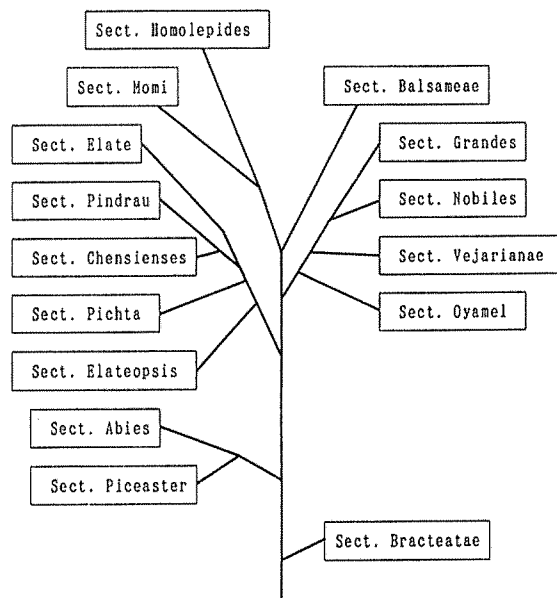 Sect. Homolepides
Sect. Momi
Sect. Balsameae
Sect. Elate
Sect. Grandes
Sect. Pindrau
Sect. Nobiles
Sect. Chensienses
Sect. Vejarianae
Sect. Pichta
Sect. Oyamel
Sect. Elateopsis
Sect. Abies
Sect. Piceaster
Sect. Bracteatae